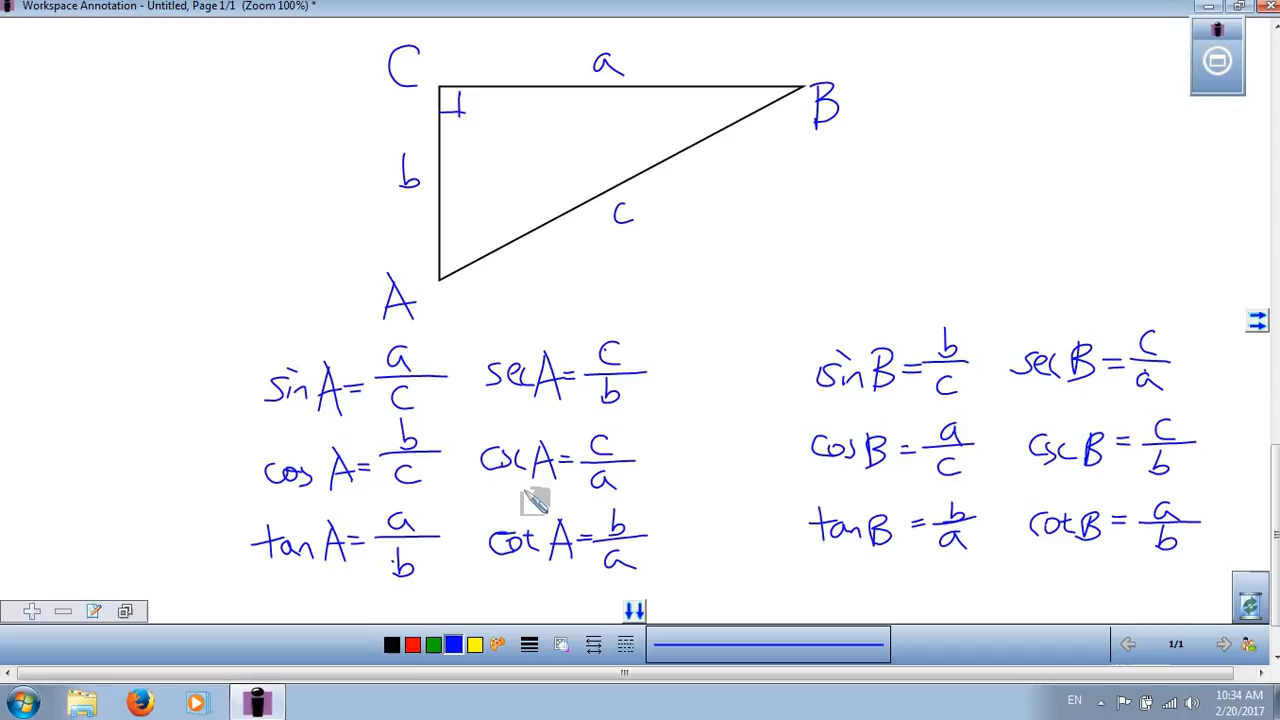 Workspace Annotation - Untitled, Page 1/1 (Zoom 100%) *
C
a
B
b
c
A
sin A = a/c
sec A = c/b
sin B = b/c
sec B = c/a
cos A = b/c
csc A = c/a
cos B = a/c
csc B = c/b
tan A = a/b
cot A = b/a
tan B = b/a
cot B = a/b
1/1
EN
10:34 AM
2/20/2017